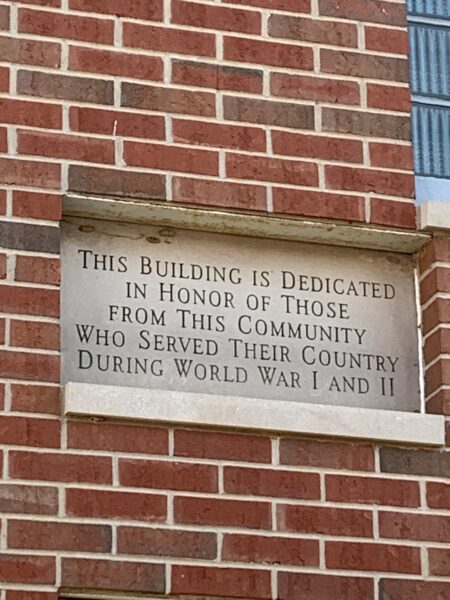 This Building is Dedicated
in Honor of Those
from This Community
Who Served Their Country
During World War I and II